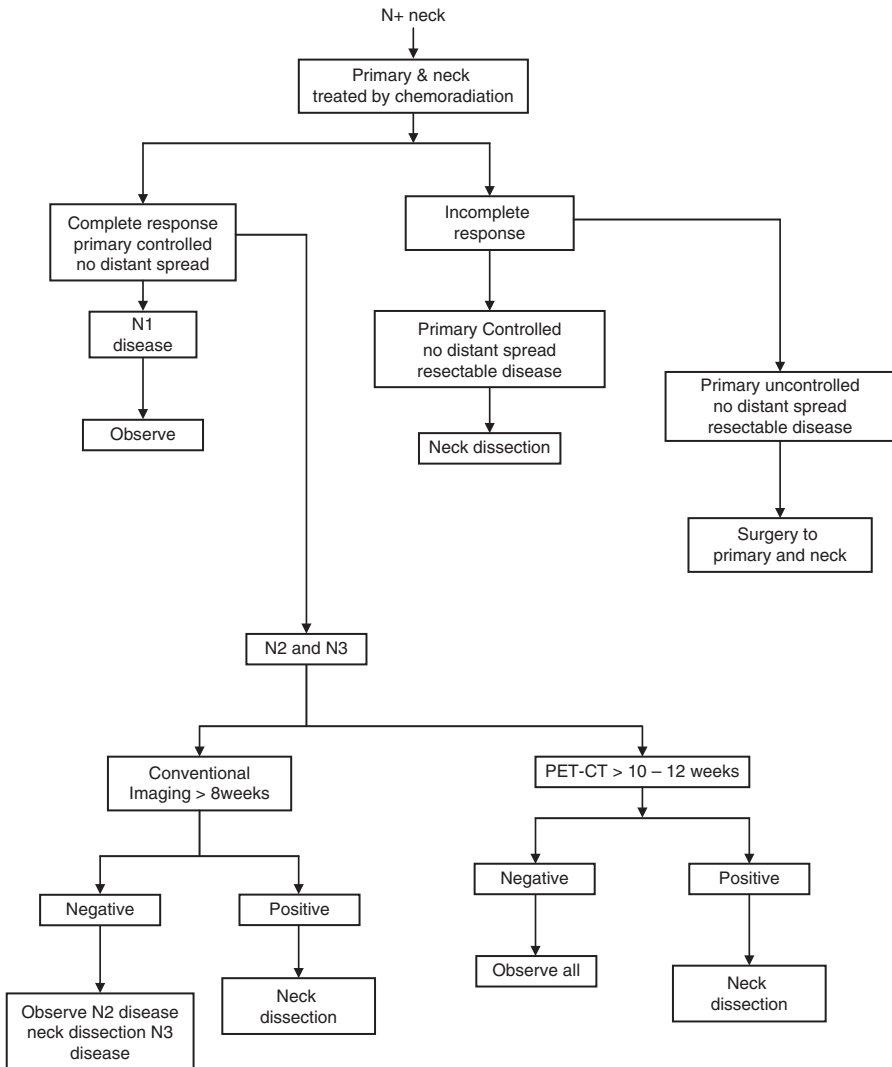 N+ neck
Primary & neck
treated by chemoradiation
Complete response
primary controlled
no distant spread
Incomplete
response
N1
disease
Primary Controlled
no distant spread
resectable disease
Primary uncontrolled
no distant spread
resectable disease
Observe
Neck dissection
Surgery to
primary and neck
N2 and N3
Conventional
Imaging > 8weeks
PET-CT > 10 – 12 weeks
Negative
Positive
Negative
Positive
Observe N2 disease
neck dissection N3
disease
Neck
dissection
Observe all
Neck
dissection